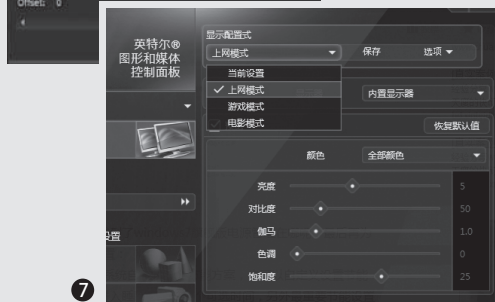 Offset: 0
英特尔®
图形和媒体
控制面板
显示配置式
上网模式
保存
选项
当前设置
✓ 上网模式
游戏模式
电影模式
内置显示器
恢复默认值
颜色
全部颜色
亮度
5
对比度
50
伽马
1.0
色调
0
饱和度
25
设置
7